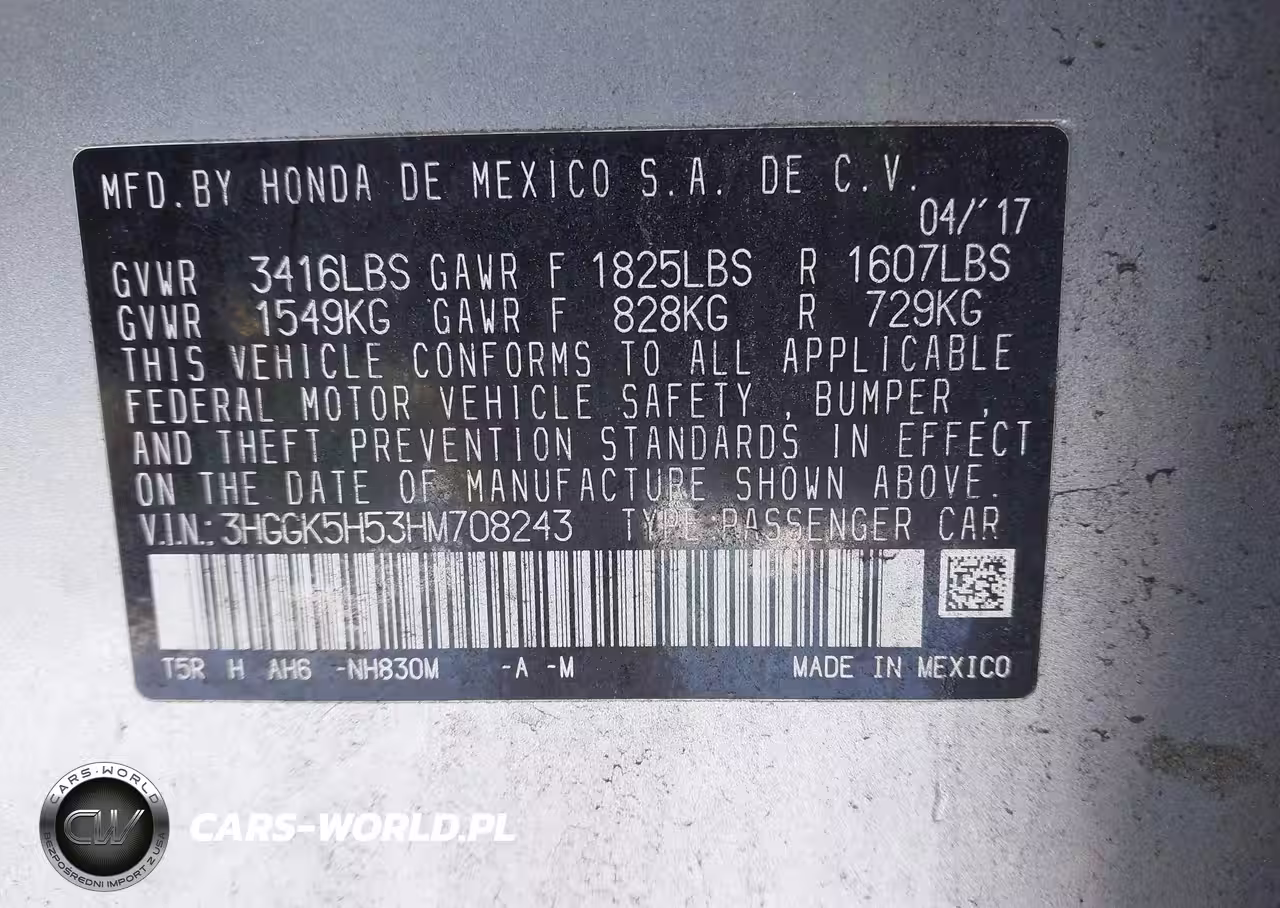 MFD.BY HONDA DE MEXICO S.A. DE C.V.
04/'17
GVWR 3416LBS GAWR F 1825LBS R 1607LBS
GVWR 1549KG GAWR F 828KG R 729KG
THIS VEHICLE CONFORMS TO ALL APPLICABLE
FEDERAL MOTOR VEHICLE SAFETY , BUMPER ,
AND THEFT PREVENTION STANDARDS IN EFFECT
ON THE DATE OF MANUFACTURE SHOWN ABOVE.
V.I.N.: 3HGGK5H53HM708243 TYPE:PASSENGER CAR
T5R H AH6 -NH830M -A -M MADE IN MEXICO
CARS-WORLD
CW
BEZPOŚREDNI IMPORT Z USA
CARS-WORLD.PL